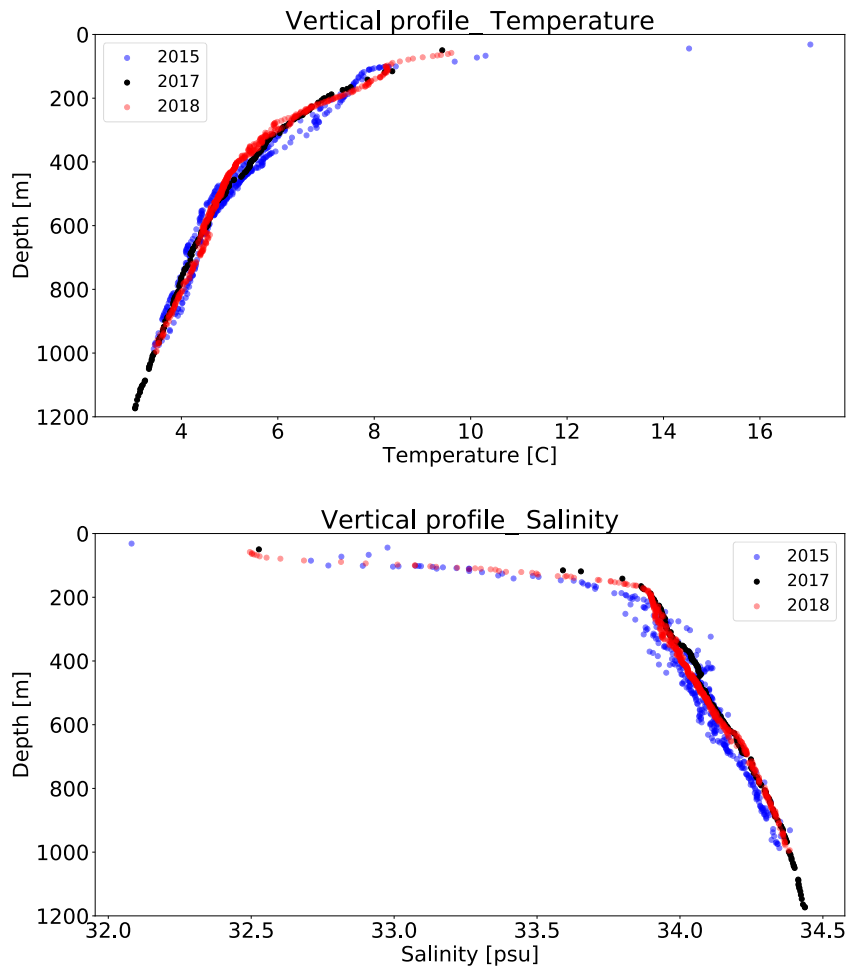 Vertical profile_ Temperature
0
200
400
600
800
1000
1200
Depth [m]
2015
2017
2018
4 6 8 10 12 14 16
Temperature [C]
Vertical profile_ Salinity
0
200
400
600
800
1000
1200
Depth [m]
2015
2017
2018
32.0 32.5 33.0 33.5 34.0 34.5
Salinity [psu]